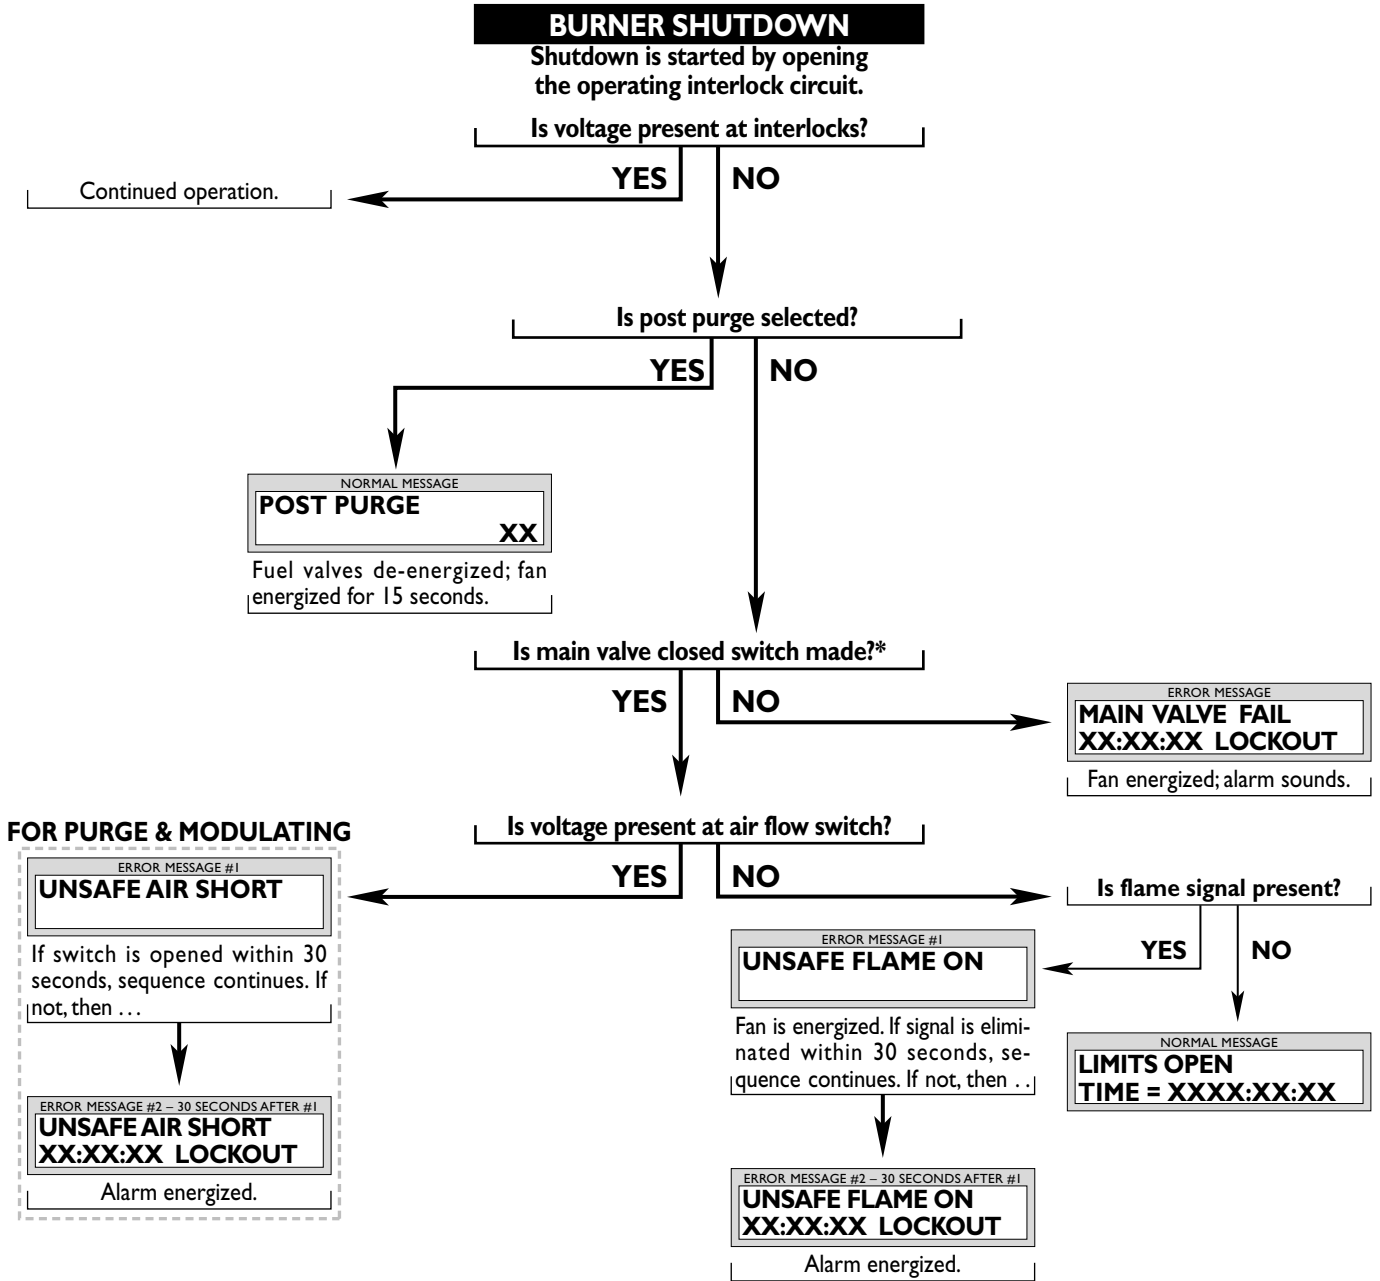 BURNER SHUTDOWN
Shutdown is started by opening
the operating interlock circuit.
Is voltage present at interlocks?
YES NO
Continued operation.
Is post purge selected?
YES NO
NORMAL MESSAGE
POST PURGE
XX
Fuel valves de-energized; fan
energized for 15 seconds.
Is main valve closed switch made?*
YES NO
ERROR MESSAGE
MAIN VALVE FAIL
XX:XX:XX LOCKOUT
Fan energized; alarm sounds.
Is voltage present at air flow switch?
YES NO
FOR PURGE & MODULATING
ERROR MESSAGE #1
UNSAFE AIR SHORT
If switch is opened within 30
seconds, sequence continues. If
not, then ...
ERROR MESSAGE #2 – 30 SECONDS AFTER #1
UNSAFE AIR SHORT
XX:XX:XX LOCKOUT
Alarm energized.
Is flame signal present?
YES NO
ERROR MESSAGE #1
UNSAFE FLAME ON
Fan is energized. If signal is elimi-
nated within 30 seconds, se-
quence continues. If not, then . .
ERROR MESSAGE #2 – 30 SECONDS AFTER #1
UNSAFE FLAME ON
XX:XX:XX LOCKOUT
Alarm energized.
NORMAL MESSAGE
LIMITS OPEN
TIME = XXXX:XX:XX